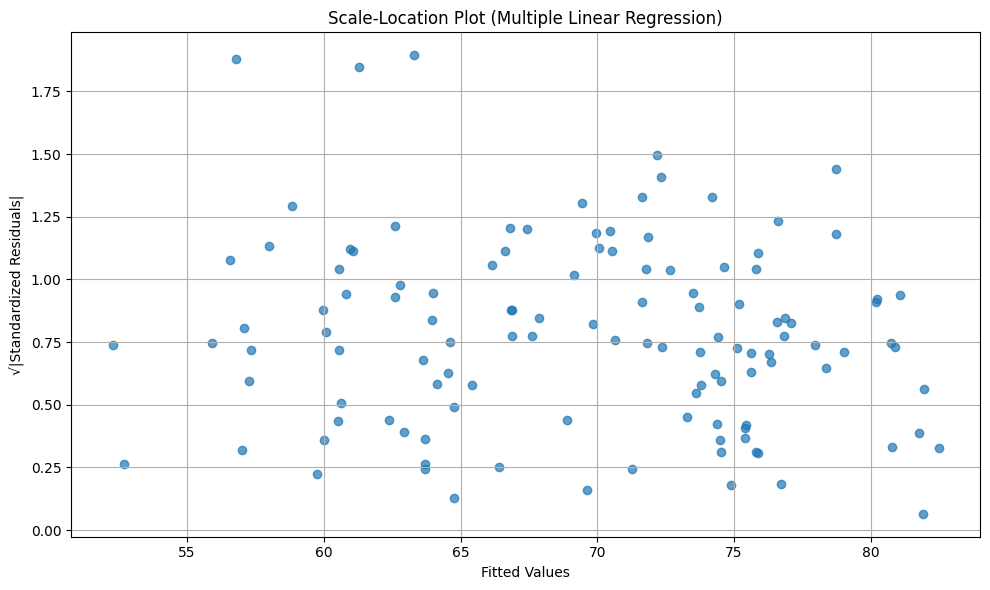 Scale-Location Plot (Multiple Linear Regression)
√|Standardized Residuals|
1.75
1.50
1.25
1.00
0.75
0.50
0.25
0.00
55 60 65 70 75 80
Fitted Values